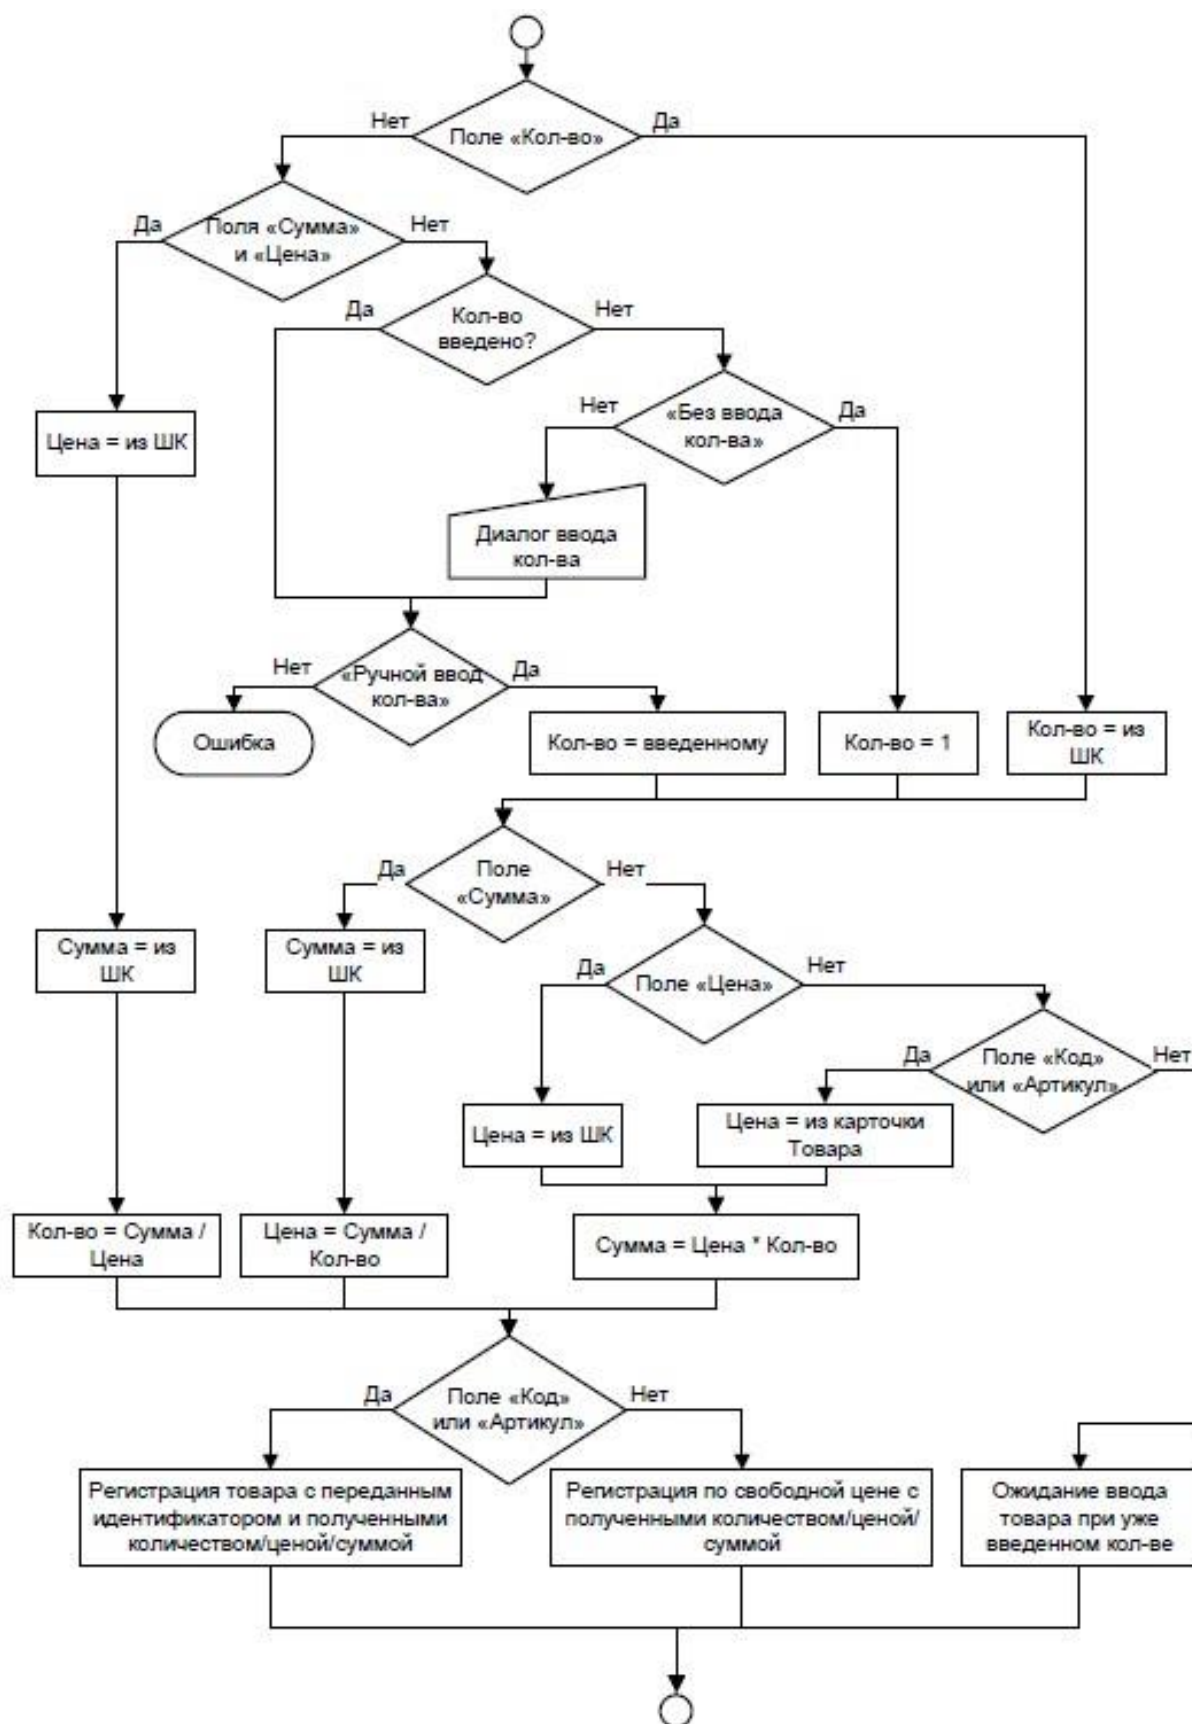 Нет
Поле «Кол-во»
Да
Да
Поля «Сумма»
и «Цена»
Нет
Да
Кол-во
введено?
Нет
Нет
«Без ввода
кол-ва»
Да
Цена = из ШК
Диалог ввода
кол-ва
Нет
«Ручной ввод
кол-ва»
Да
Ошибка
Кол-во = введенному
Кол-во = 1
Кол-во = из
ШК
Да
Поле
«Сумма»
Нет
Сумма = из
ШК
Сумма = из
ШК
Да
Поле «Цена»
Нет
Да
Поле «Код»
или «Артикул»
Нет
Цена = из ШК
Цена = из карточки
Товара
Кол-во = Сумма /
Цена
Цена = Сумма /
Кол-во
Сумма = Цена * Кол-во
Да
Поле «Код»
или «Артикул»
Нет
Регистрация товара с переданным
идентификатором и полученными
количеством/ценой/суммой
Регистрация по свободной цене с
полученными количеством/ценой/
суммой
Ожидание ввода
товара при уже
введенном кол-ве